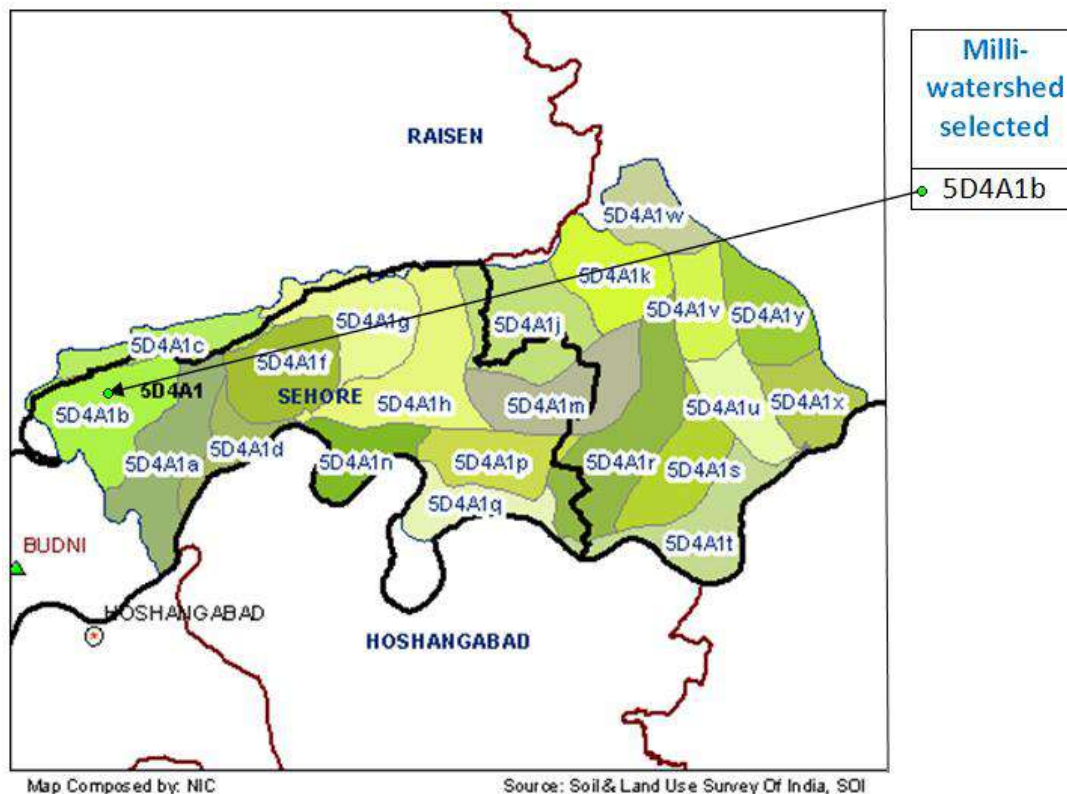 Milli-
watershed
selected
5D4A1b
RAISEN
5D4A1w
5D4A1k
5D4A1v
5D4A1y
5D4A1g
5D4A1j
5D4A1c
5D4A1f
5D4A1
SEHORE
5D4A1b
5D4A1h
5D4A1m
5D4A1u
5D4A1x
5D4A1a
5D4A1d
5D4A1n
5D4A1p
5D4A1r
5D4A1s
5D4A1q
5D4A1t
BUDNI
HOSHANGABAD
HOSHANGABAD
Map Composed by: NIC
Source: Soil & Land Use Survey Of India, SOI